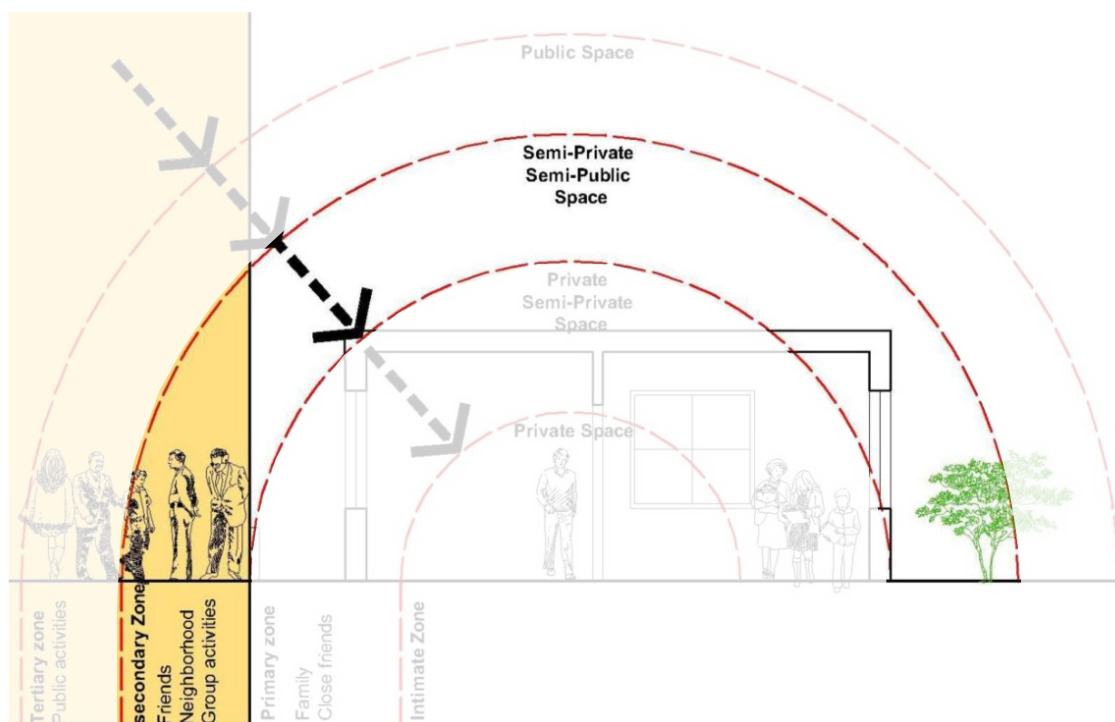 Public Space
Semi-Private
Semi-Public
Space
Private
Semi-Private
Space
Private Space
Tertiary zone
Public activities
secondary Zone
Friends
Neighborhood
Group activities
Primary zone
Family
Close friends
Intimate Zone